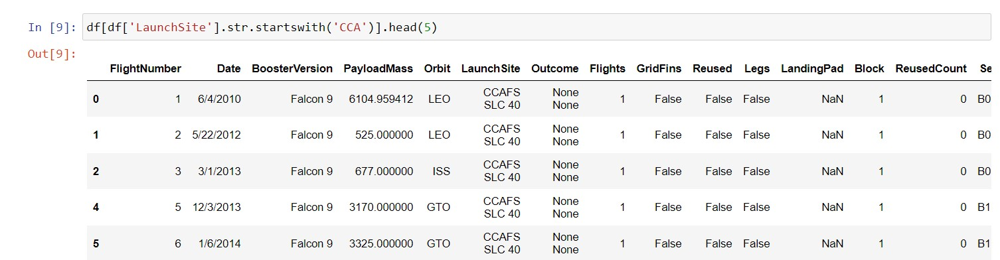 In [9]: df[df['LaunchSite'].str.startswith('CCA')].head(5)
Out[9]:
FlightNumber Date BoosterVersion PayloadMass Orbit LaunchSite Outcome Flights GridFins Reused Legs LandingPad Block ReusedCount Se
0 1 6/4/2010 Falcon 9 6104.959412 LEO CCAFS SLC 40 None None 1 False False False NaN 1 0 B0
1 2 5/22/2012 Falcon 9 525.000000 LEO CCAFS SLC 40 None None 1 False False False NaN 1 0 B0
2 3 3/1/2013 Falcon 9 677.000000 ISS CCAFS SLC 40 None None 1 False False False NaN 1 0 B0
4 5 12/3/2013 Falcon 9 3170.000000 GTO CCAFS SLC 40 None None 1 False False False NaN 1 0 B1
5 6 1/6/2014 Falcon 9 3325.000000 GTO CCAFS SLC 40 None None 1 False False False NaN 1 0 B1